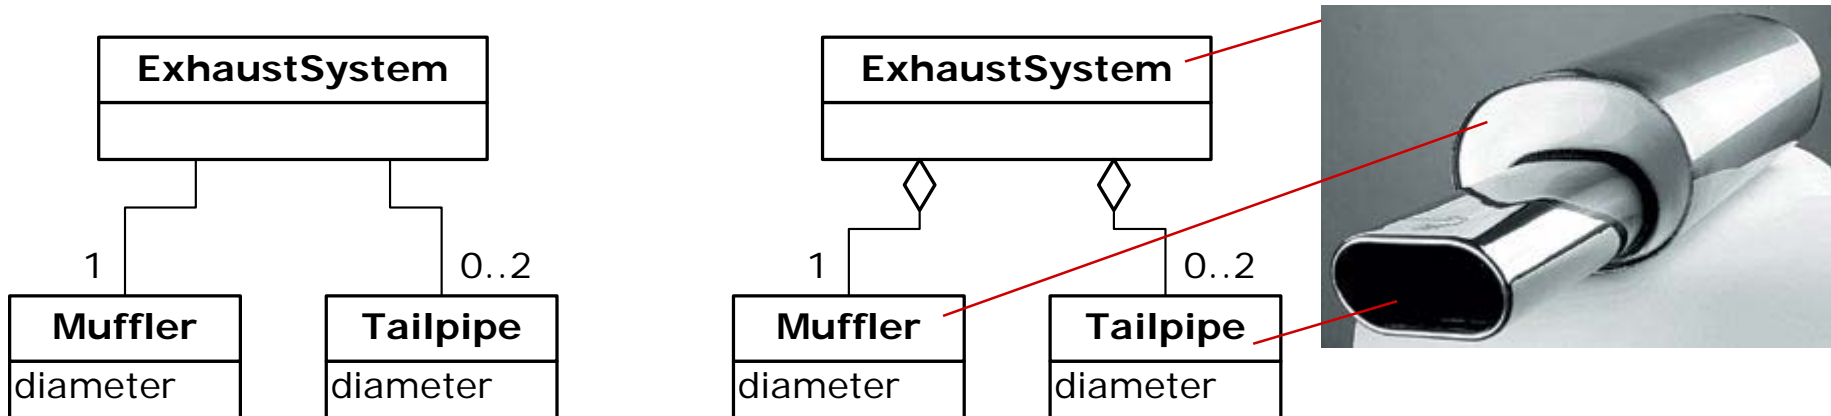 ExhaustSystem
1
0..2
Muffler
diameter
Tailpipe
diameter
ExhaustSystem
1
0..2
Muffler
diameter
Tailpipe
diameter